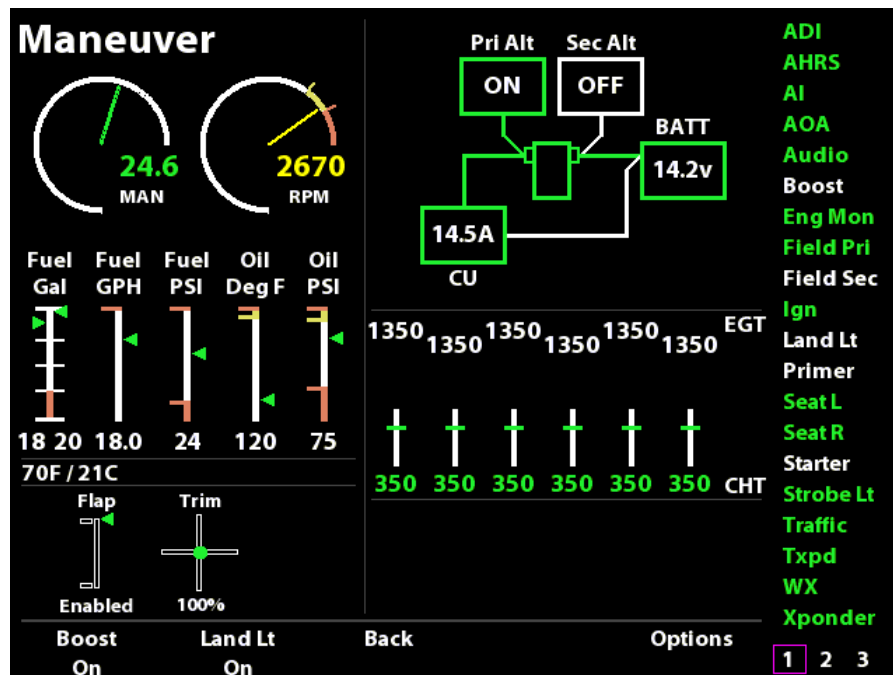 Maneuver
24.6
MAN
2670
RPM
Fuel Fuel Fuel Oil Oil
Gal GPH PSI Deg F PSI
18 20 18.0 24 120 75
70F / 21C
Flap Trim
Enabled 100%
Pri Alt Sec Alt
ON OFF
BATT
14.2v
14.5A
CU
1350 1350 1350 1350 1350 1350 EGT
350 350 350 350 350 350 CHT
ADI
AHRS
AI
AOA
Audio
Boost
Eng Mon
Field Pri
Field Sec
Ign
Land Lt
Primer
Seat L
Seat R
Starter
Strobe Lt
Traffic
Txpd
WX
Xponder
Boost Land Lt Back Options
On On
1 2 3